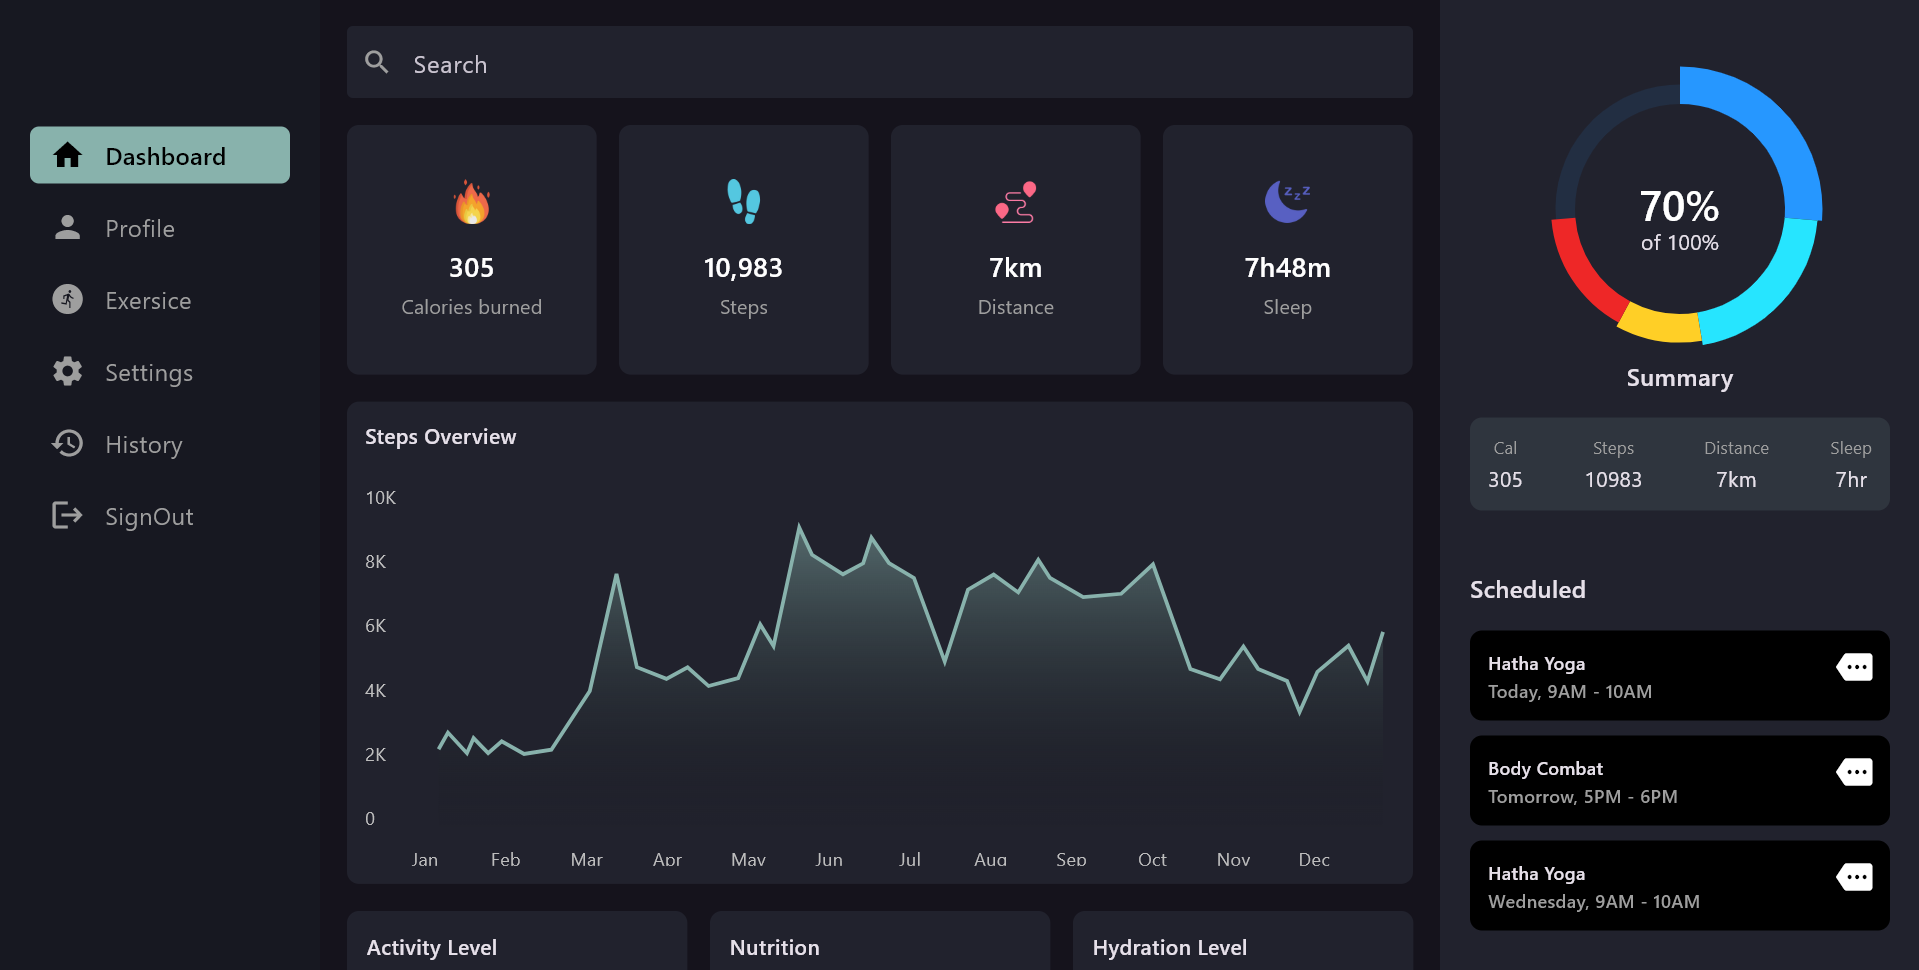 Dashboard
Profile
Exersice
Settings
History
SignOut
Search
305
Calories burned
10,983
Steps
7km
Distance
zzz
7h48m
Sleep
Steps Overview
10K
8K
6K
4K
2K
0
Jan Feb Mar Apr May Jun Jul Aug Sep Oct Nov Dec
Activity Level
Nutrition
Hydration Level
70%
of 100%
Summary
Cal Steps Distance Sleep
305 10983 7km 7hr
Scheduled
Hatha Yoga
Today, 9AM - 10AM
Body Combat
Tomorrow, 5PM - 6PM
Hatha Yoga
Wednesday, 9AM - 10AM